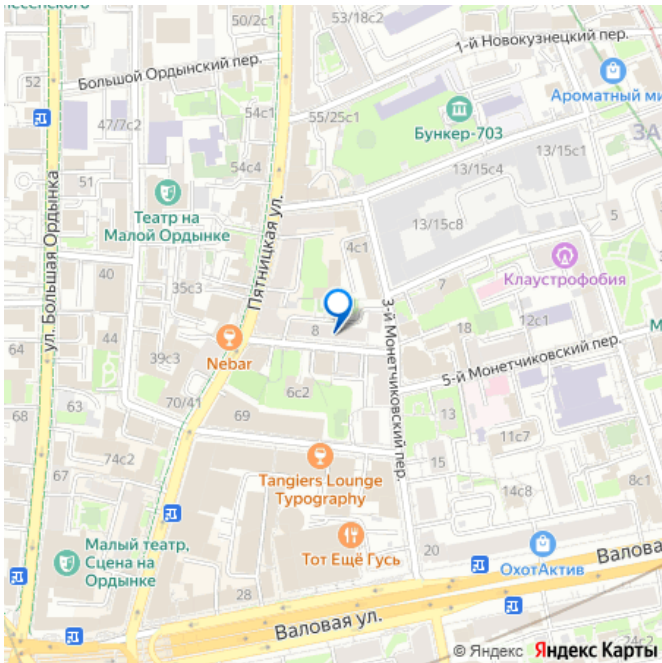 50/2с1
53/18с2
1-й Новокузнецкий пер.
Большой Ордынский пер.
52
Ароматный ми
54с1
55/25с1
47/7с2
Бункер-703
ЗА
13/15с1
54с4
13/15с4
51
Театр на
Малой Ордынке
Пятницкая ул.
ул. Большая Ордынка
13/15с8
5
4с1
40
Клаустрофобия
35с3
7
3-й Монетчиковский пер.
12с1
8
18
64
44
39с3
Nebar
5-й Монетчиковский пер.
6с2
63
70/41
68
69
13
11с7
74с2
67
15
Tangiers Lounge
Typography
8с1
14с8
Малый театр,
Сцена на
Ордынке
Тот Ещё Гусь
20
ОхотАктив
Валова
28
Валовая ул.
© Яндекс Яндекс Карты